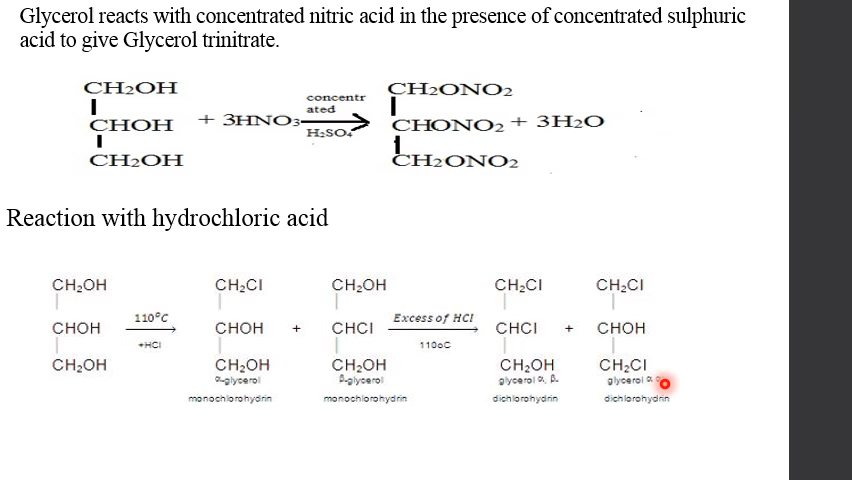 Glycerol reacts with concentrated nitric acid in the presence of concentrated sulphuric
acid to give Glycerol trinitrate.
CH2OH
CHOH
CH2OH
+ 3HNO3
concentr
ated
H2SO4
CH2ONO2
CHONO2 + 3H2O
CH2ONO2
Reaction with hydrochloric acid
CH2OH
CHOH
CH2OH
110°C
+HCl
CH2Cl
CHOH
CH2OH
α-glycerol
monochlorohydrin
+
CH2OH
CHCl
CH2OH
β-glycerol
monochlorohydrin
Excess of HCl
110oC
CH2Cl
CHCl
CH2OH
glycerol α, β-
dichlorohydrin
+
CH2Cl
CHOH
CH2Cl
glycerol α
dichlorohydrin